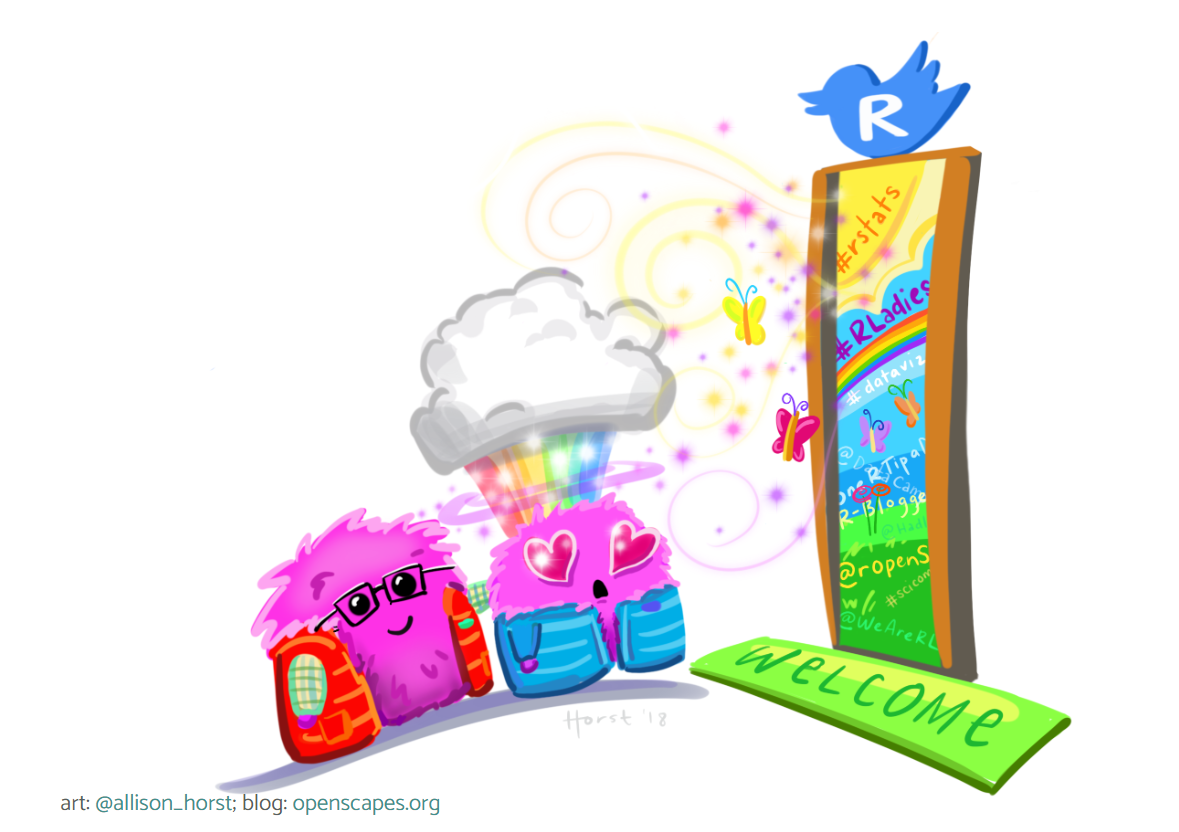 R
#rstats
#RLadies
#dataviz
R-Blogge
@ropenS
#scicom
@WeAreRL
WELCOME
Horst '18
art: @allison_horst; blog: openscapes.org